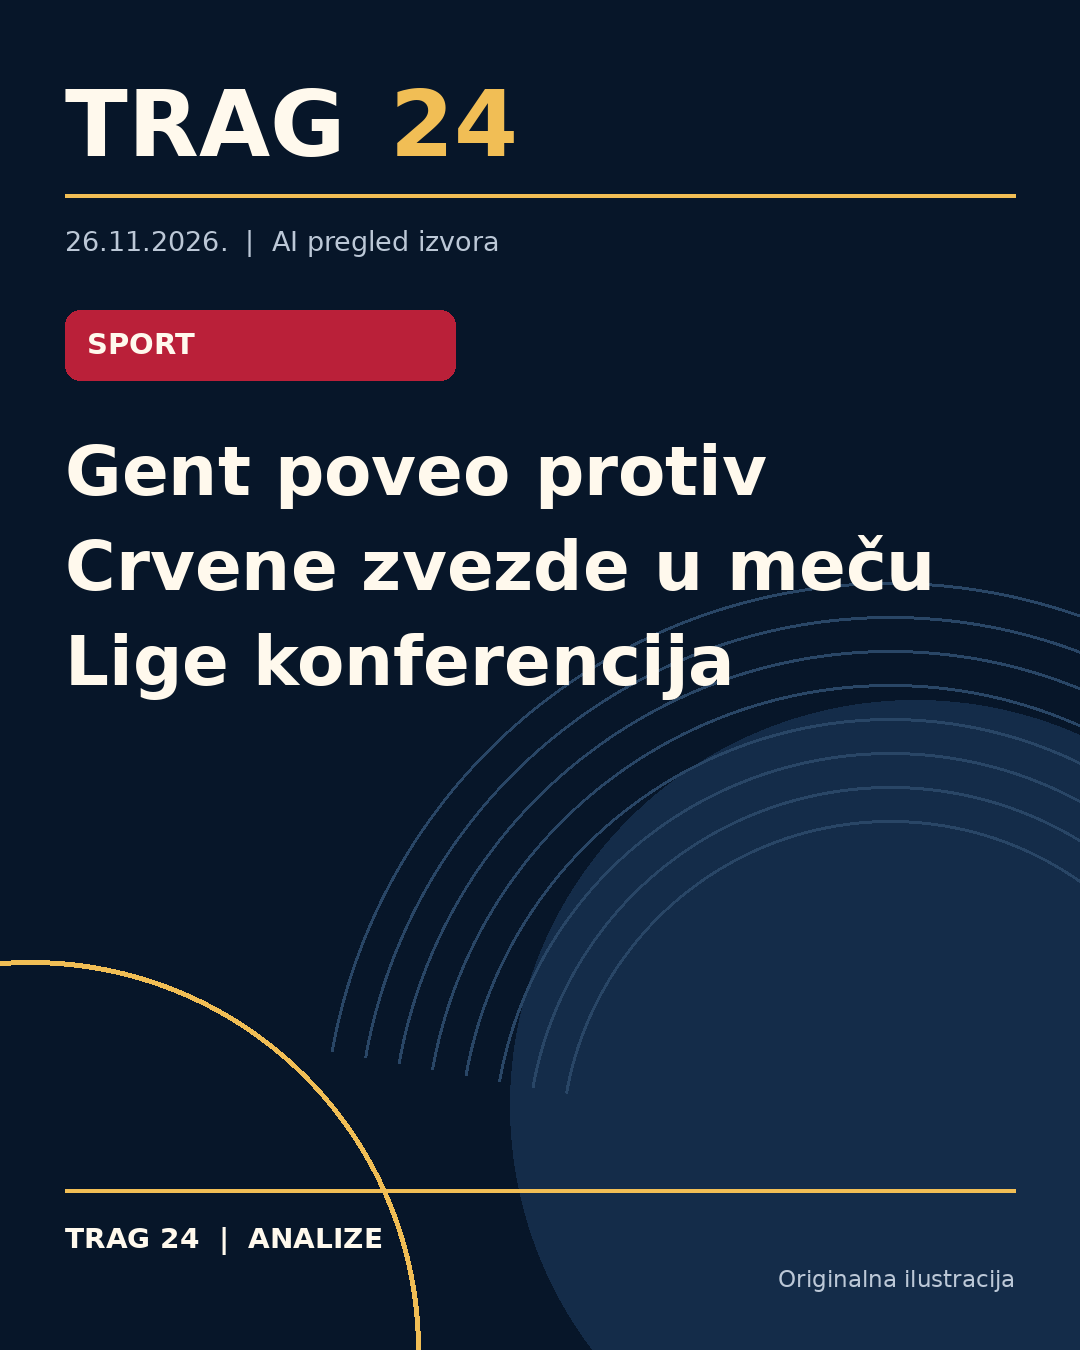 TRAG 24
26.11.2026. | AI pregled izvora
SPORT
Gent poveo protiv
Crvene zvezde u meču
Lige konferencija
TRAG 24 | ANALIZE
Originalna ilustracija